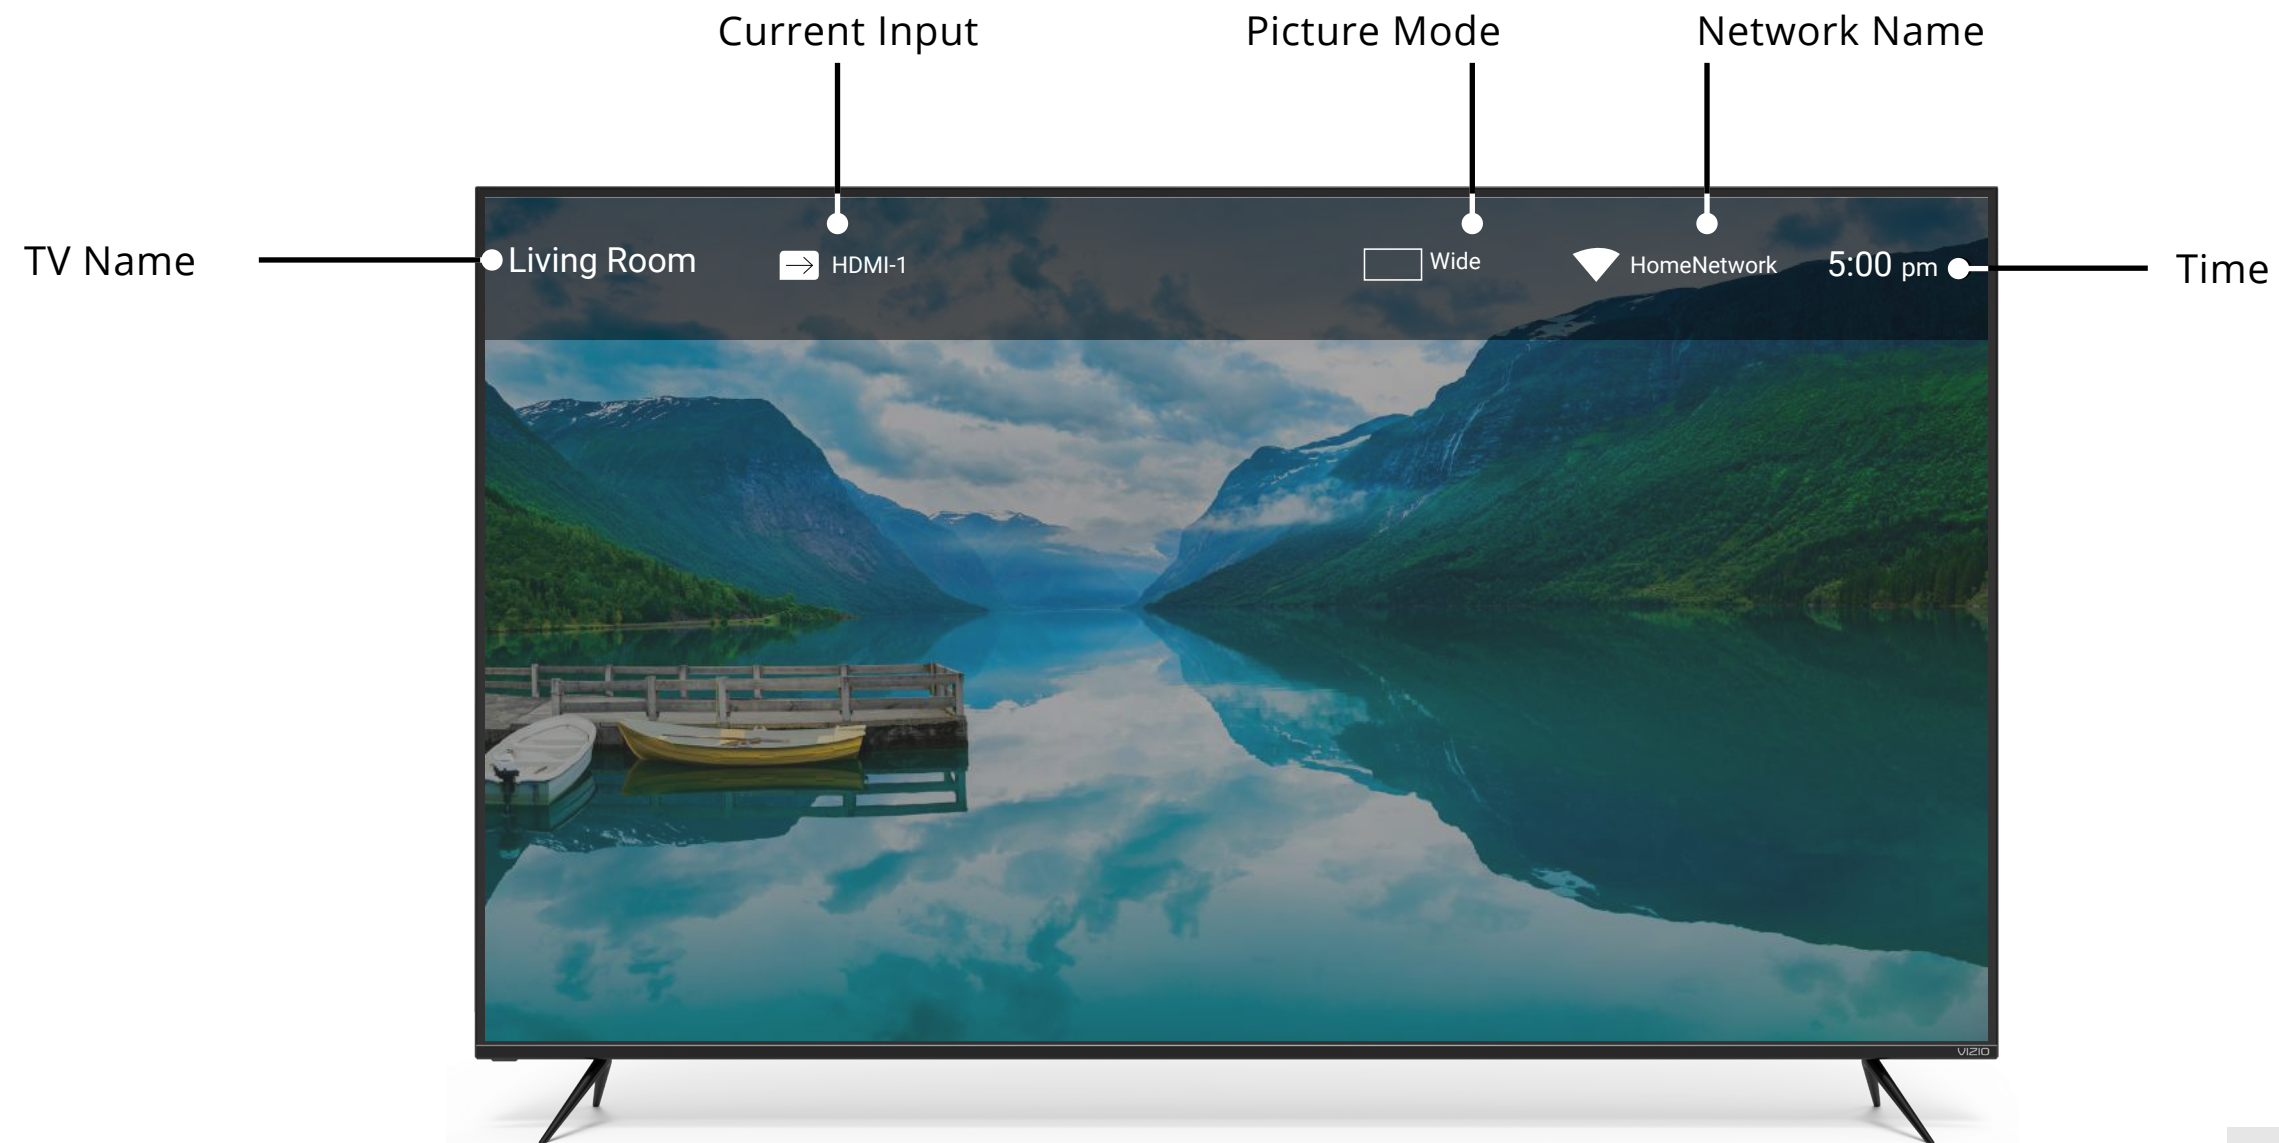 Current Input
Picture Mode
Network Name
TV Name
Living Room
HDMI-1
Wide
HomeNetwork
5:00 pm
Time
VIZIO